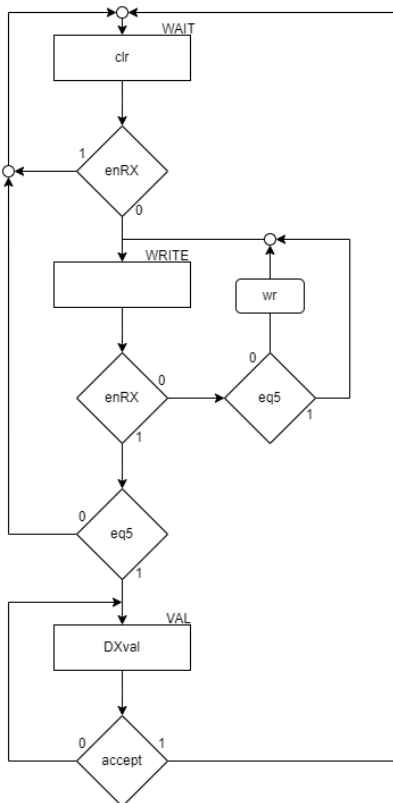 WAIT
clr
1
enRX
0
WRITE
wr
0
0
enRX
eq5
1
1
0
eq5
1
VAL
DXval
0
1
accept